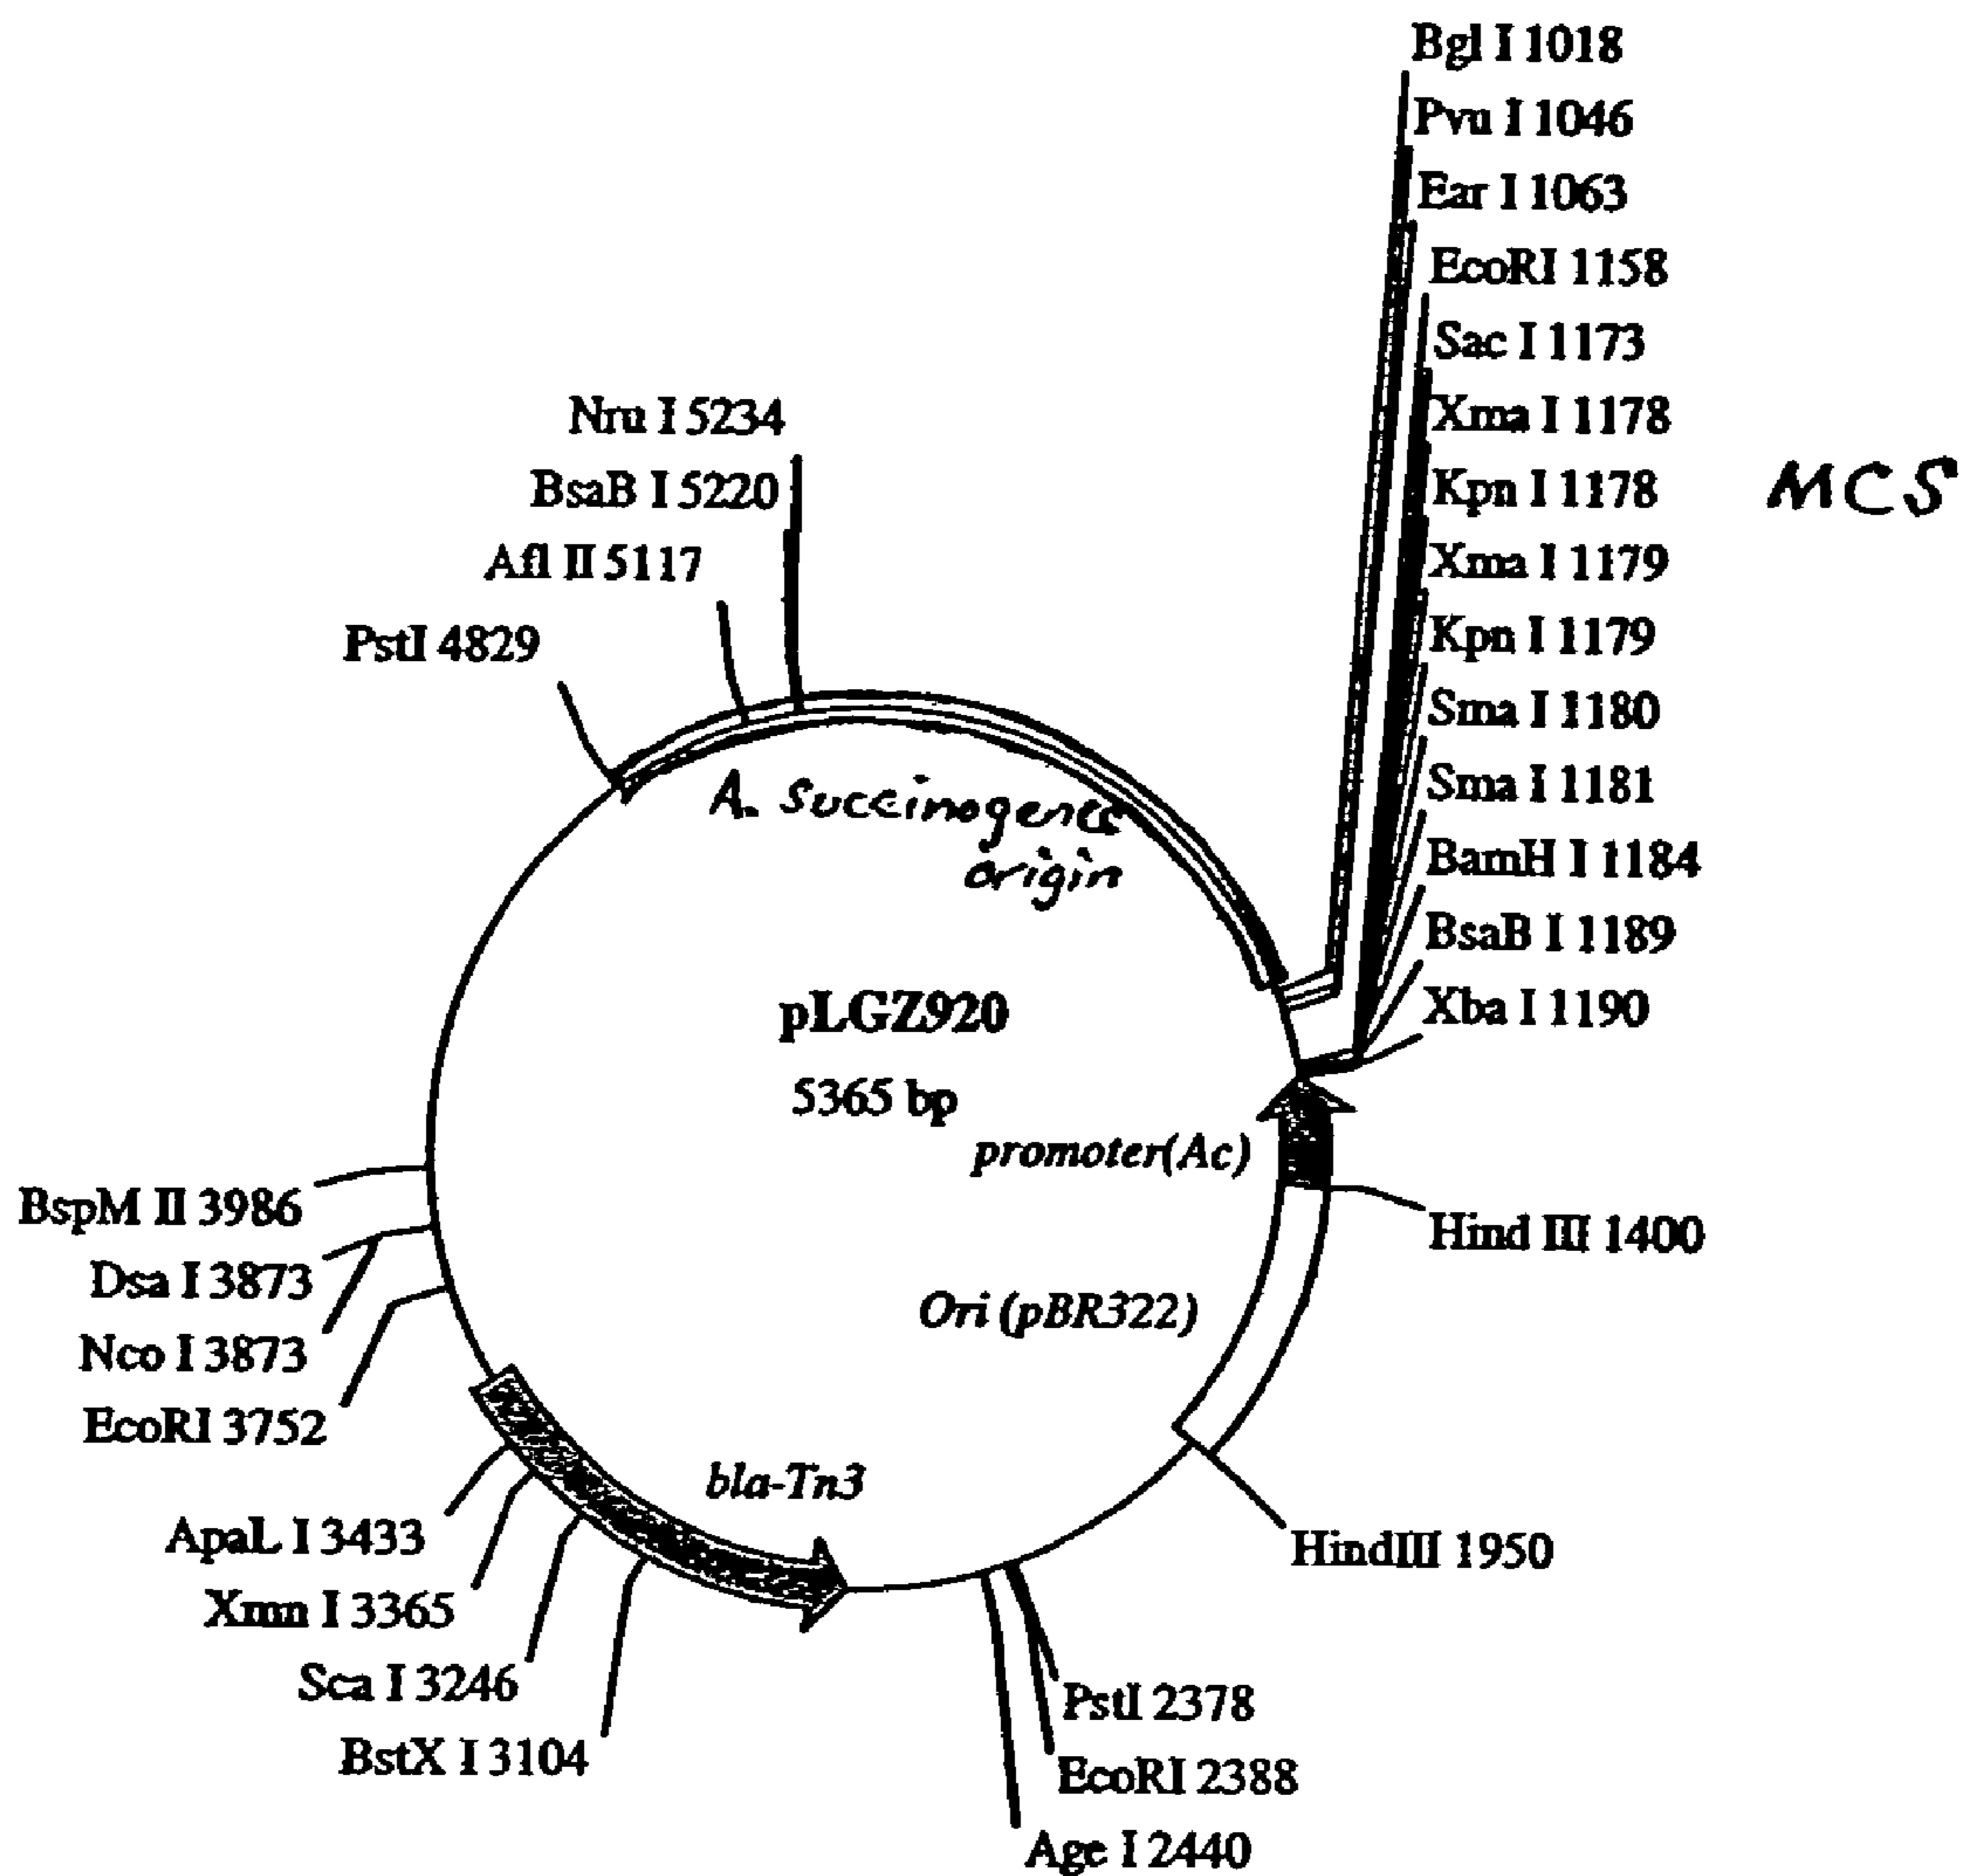 Bgl I 1018
Pvu I 1046
Ear I 1063
EcoRI 1158
Sac I 1173
Xma I 1178
Kpn I 1178
Xma I 1179
Kpn I 1179
Sma I 1180
Sma I 1181
BamH I 1184
BsaB I 1189
Xba I 1190
MCS
Nru I 5234
BsaB I 5220
Afl II 5117
PstI 4829
A. succinogenes
origin
pLGZ920
5365 bp
promoter(Ac)
Hind III 1400
Ori (pBR322)
HindIII 1950
bla-Tn3
BspM II 3986
Dsa I 3873
Nco I 3873
EcoRI 3752
ApaL I 3433
Xmn I 3365
Sca I 3246
BstX I 3104
PstI 2378
EcoRI 2388
Age I 2440